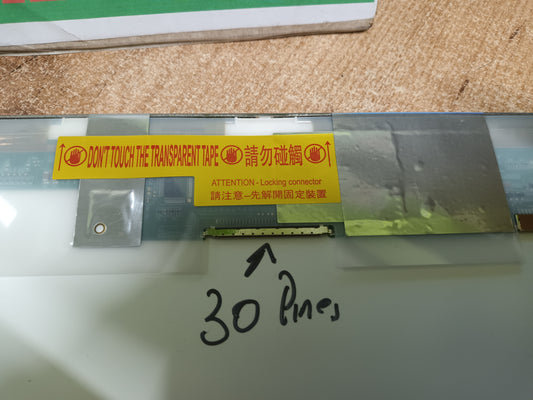 DON'T TOUCH THE TRANSPARENT TAPE 請勿碰觸
ATTENTION - Locking connector
請注意-先解開固定裝置
30 Pines